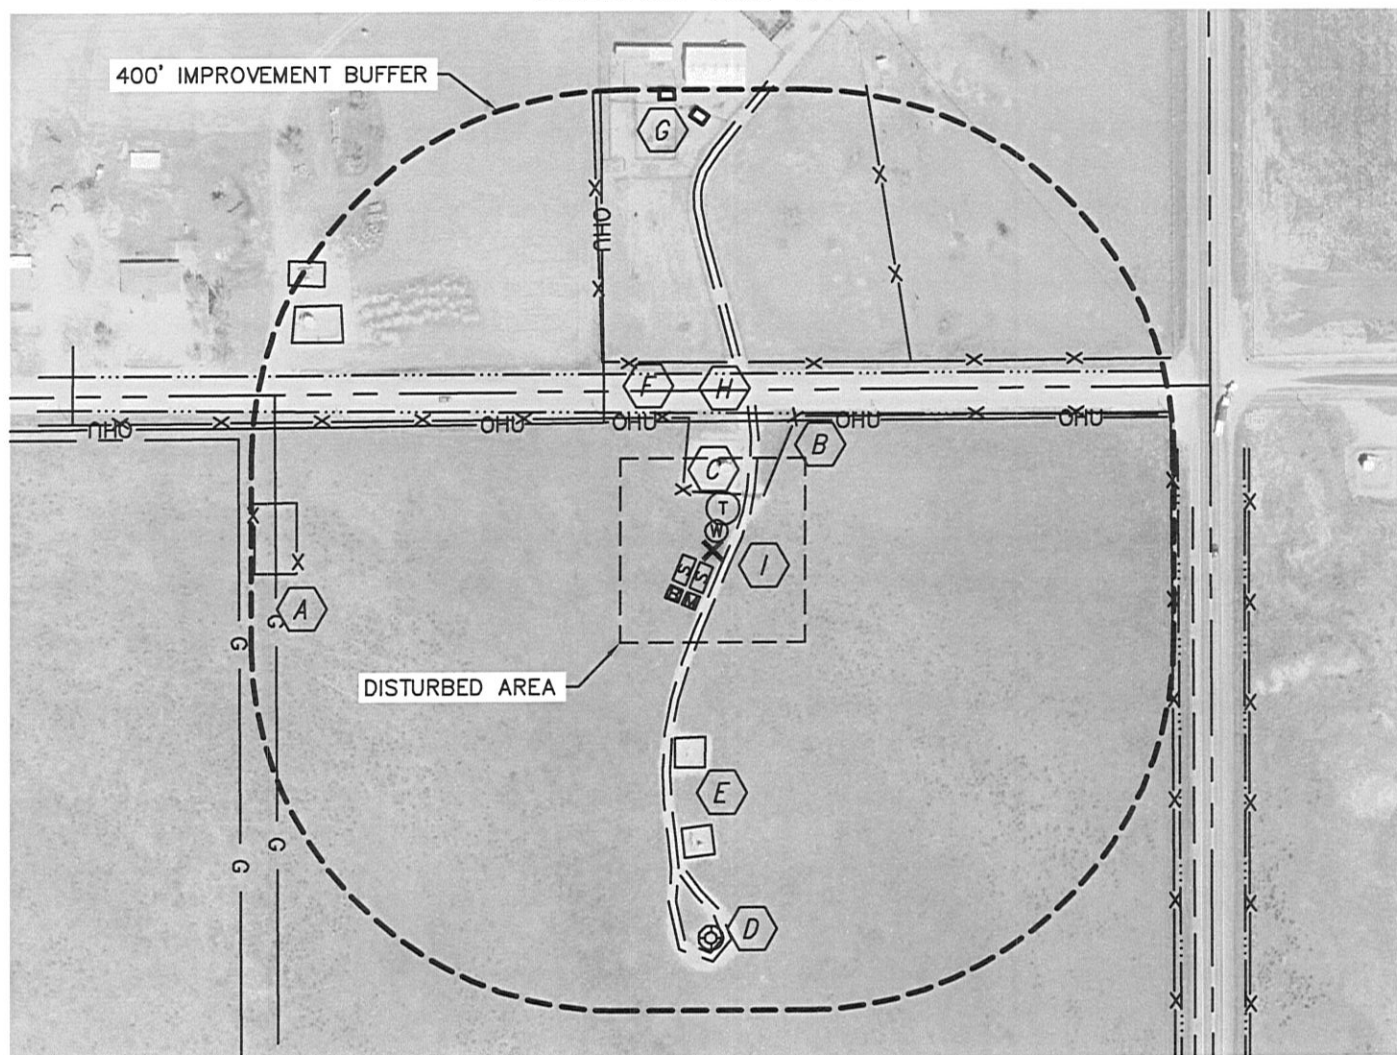 400' IMPROVEMENT BUFFER
G
OHU
F
H
OHU
OHU
OHU
OHU
OHU
B
C
T
W
I
S
S
B
M
A
G
G
DISTURBED AREA
E
G
G
D